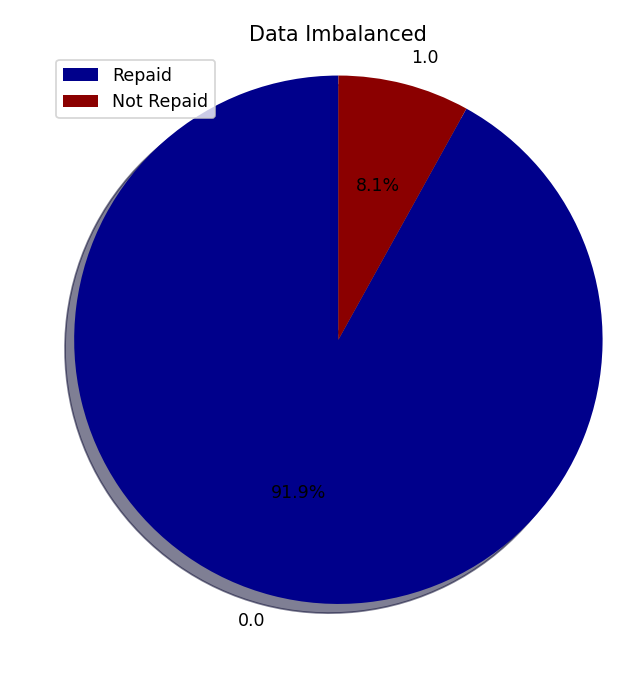 Data Imbalanced
1.0
Repaid
Not Repaid
8.1%
91.9%
0.0